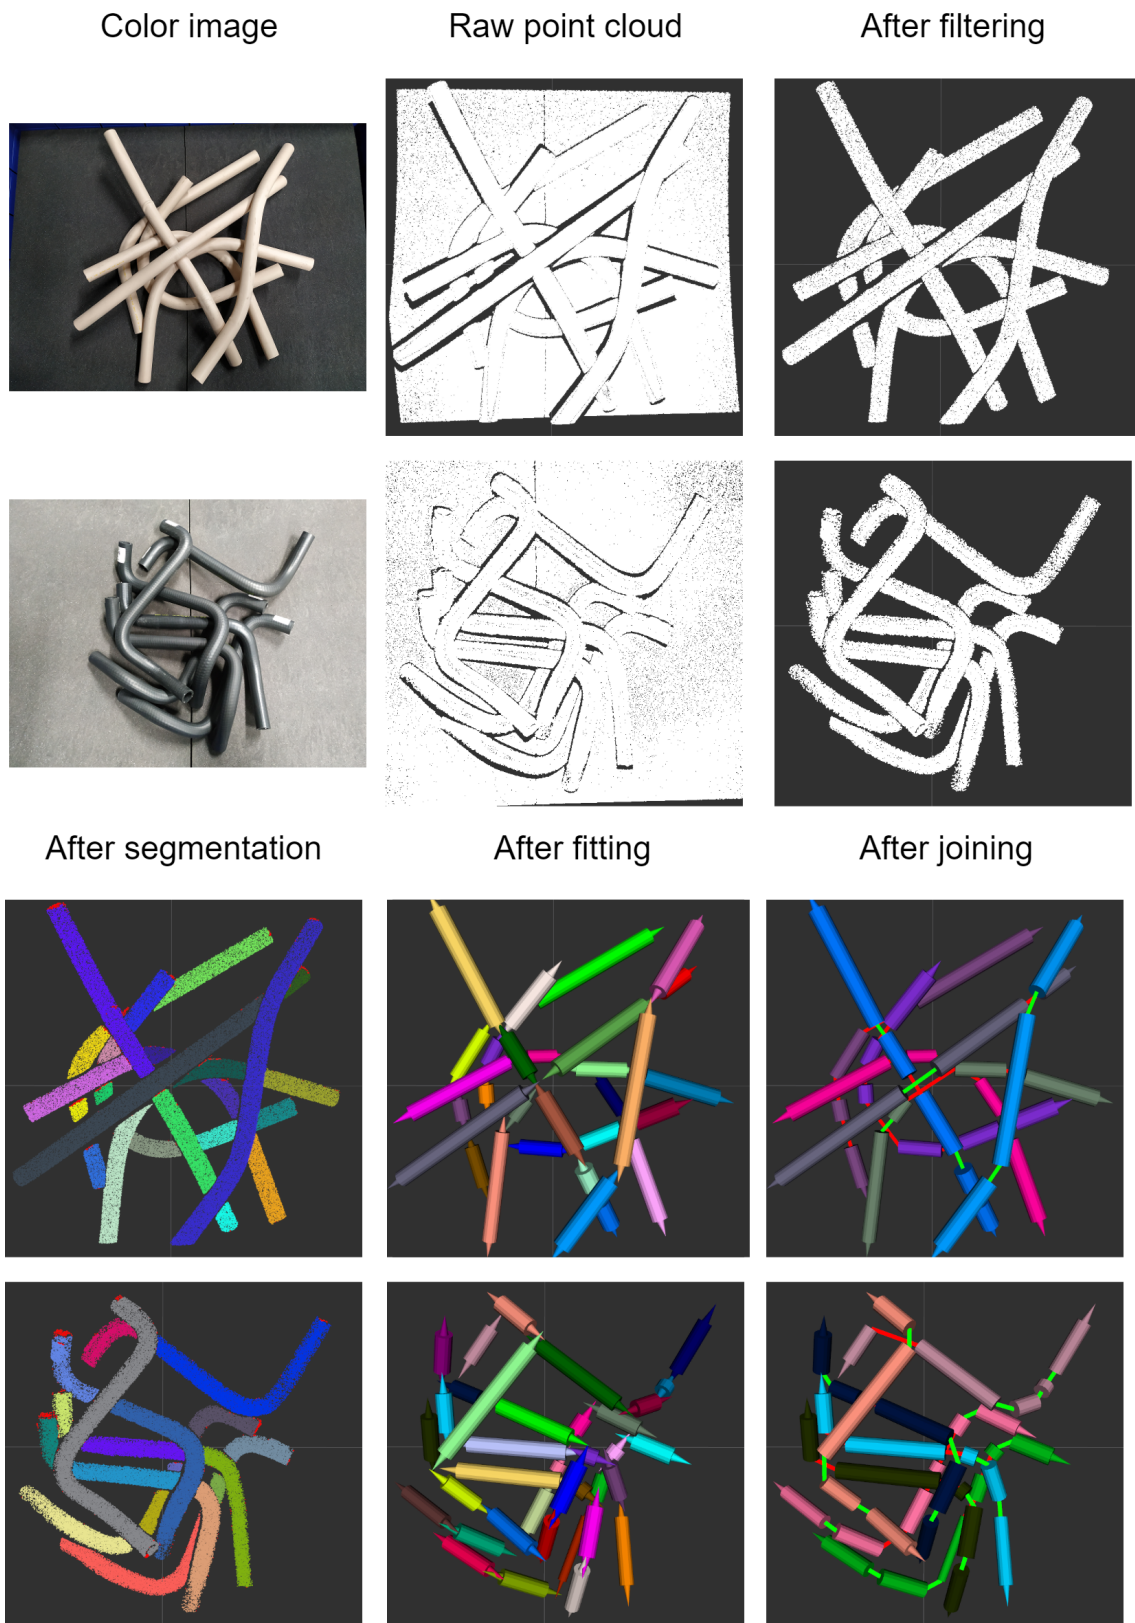 Color image
Raw point cloud
After filtering
After segmentation
After fitting
After joining